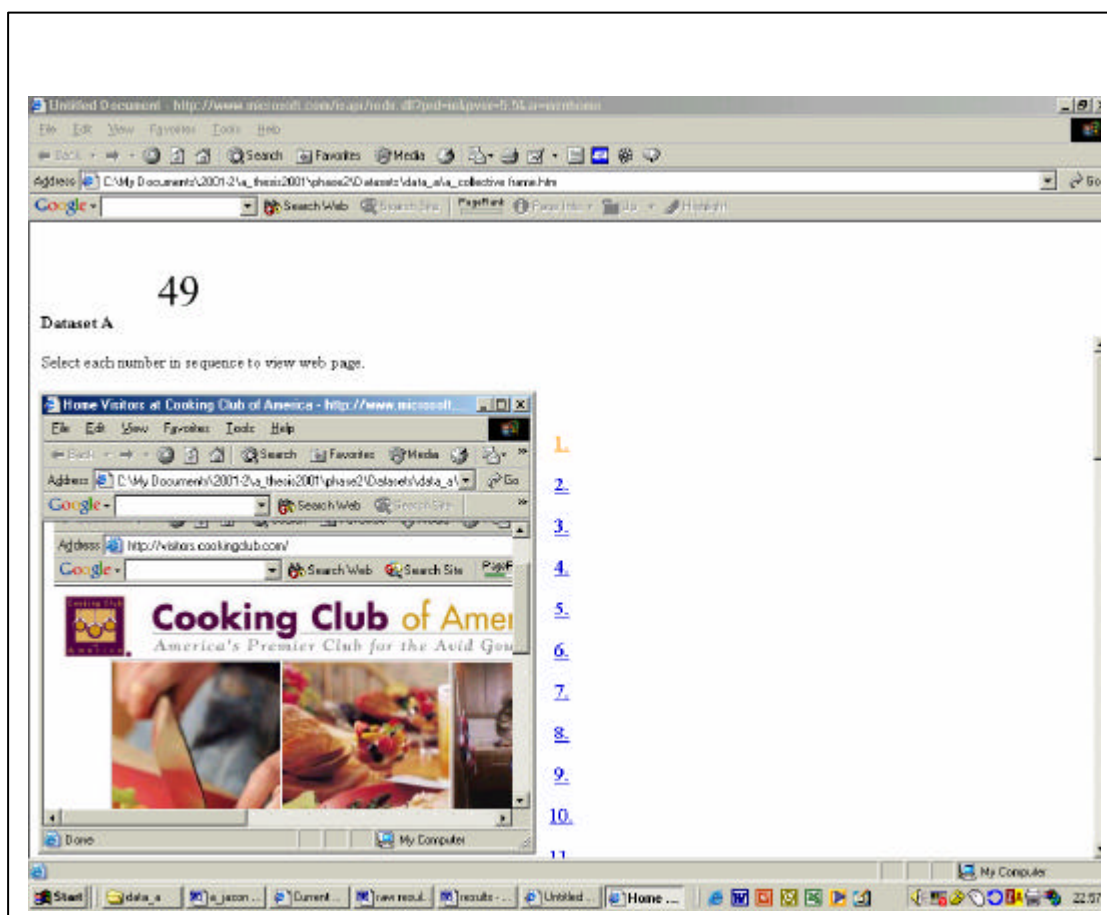 Untitled Document - http://www.microsoft.com/isapi/redir.dll?prd=ie&pver=5.5&ar=msnhome
File Edit View Favorites Tools Help
Back Search Favorites Media
Address C:\My Documents\2001-2\a_thesis2001\phase2\Datasets\data_a\a_collective frame.htm Go
Google Search Web Search Site PageRank Page Info Up Highlight
49
Dataset A
Select each number in sequence to view web page.
Home Visitors at Cooking Club of America - http://www.microsoft....
File Edit View Favorites Tools Help
Back Search Favorites Media »
Address C:\My Documents\2001-2\a_thesis2001\phase2\Datasets\data_a\ Go
Google Search Web Search Site »
Address http://visitors.cookingclub.com/
Google Search Web Search Site
Cooking Club
of America
Cooking Club of Amer
America's Premier Club for the Avid Gou
Done My Computer
1.
2.
3.
4.
5.
6.
7.
8.
9.
10.
11.
My Computer
Start data_a a_jason ... Current ... raw resul... results - ... Untitled ... Home ... 22:57